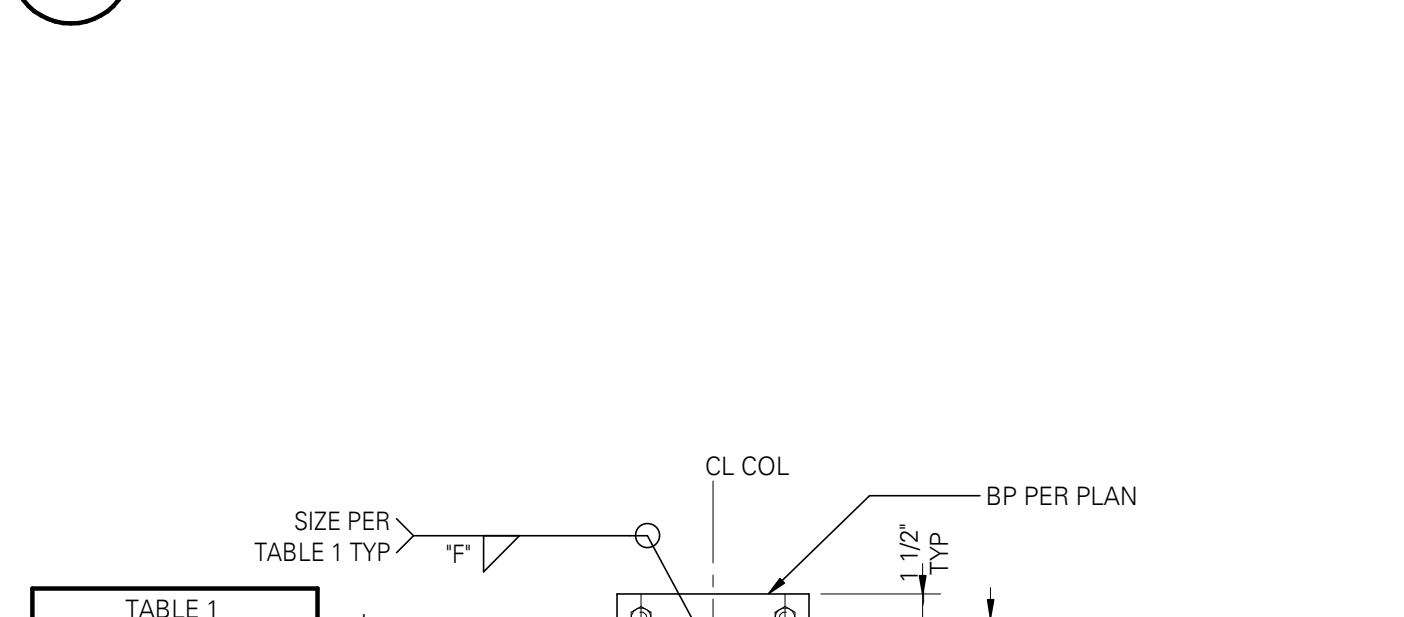 CL COL
BP PER PLAN
SIZE PER
TABLE 1 TYP
"F"
1 1/2"
TYP
TABLE 1